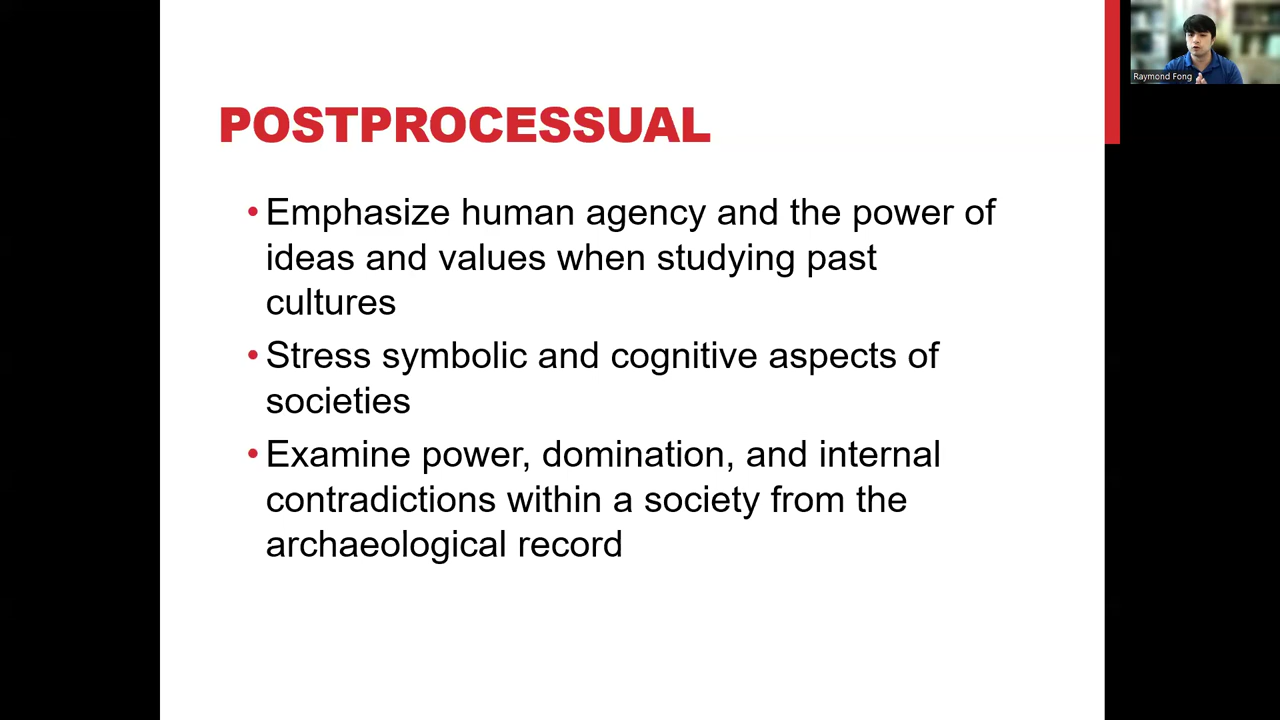 POSTPROCESSUAL
• Emphasize human agency and the power of
ideas and values when studying past
cultures
• Stress symbolic and cognitive aspects of
societies
• Examine power, domination, and internal
contradictions within a society from the
archaeological record
Raymond Fong